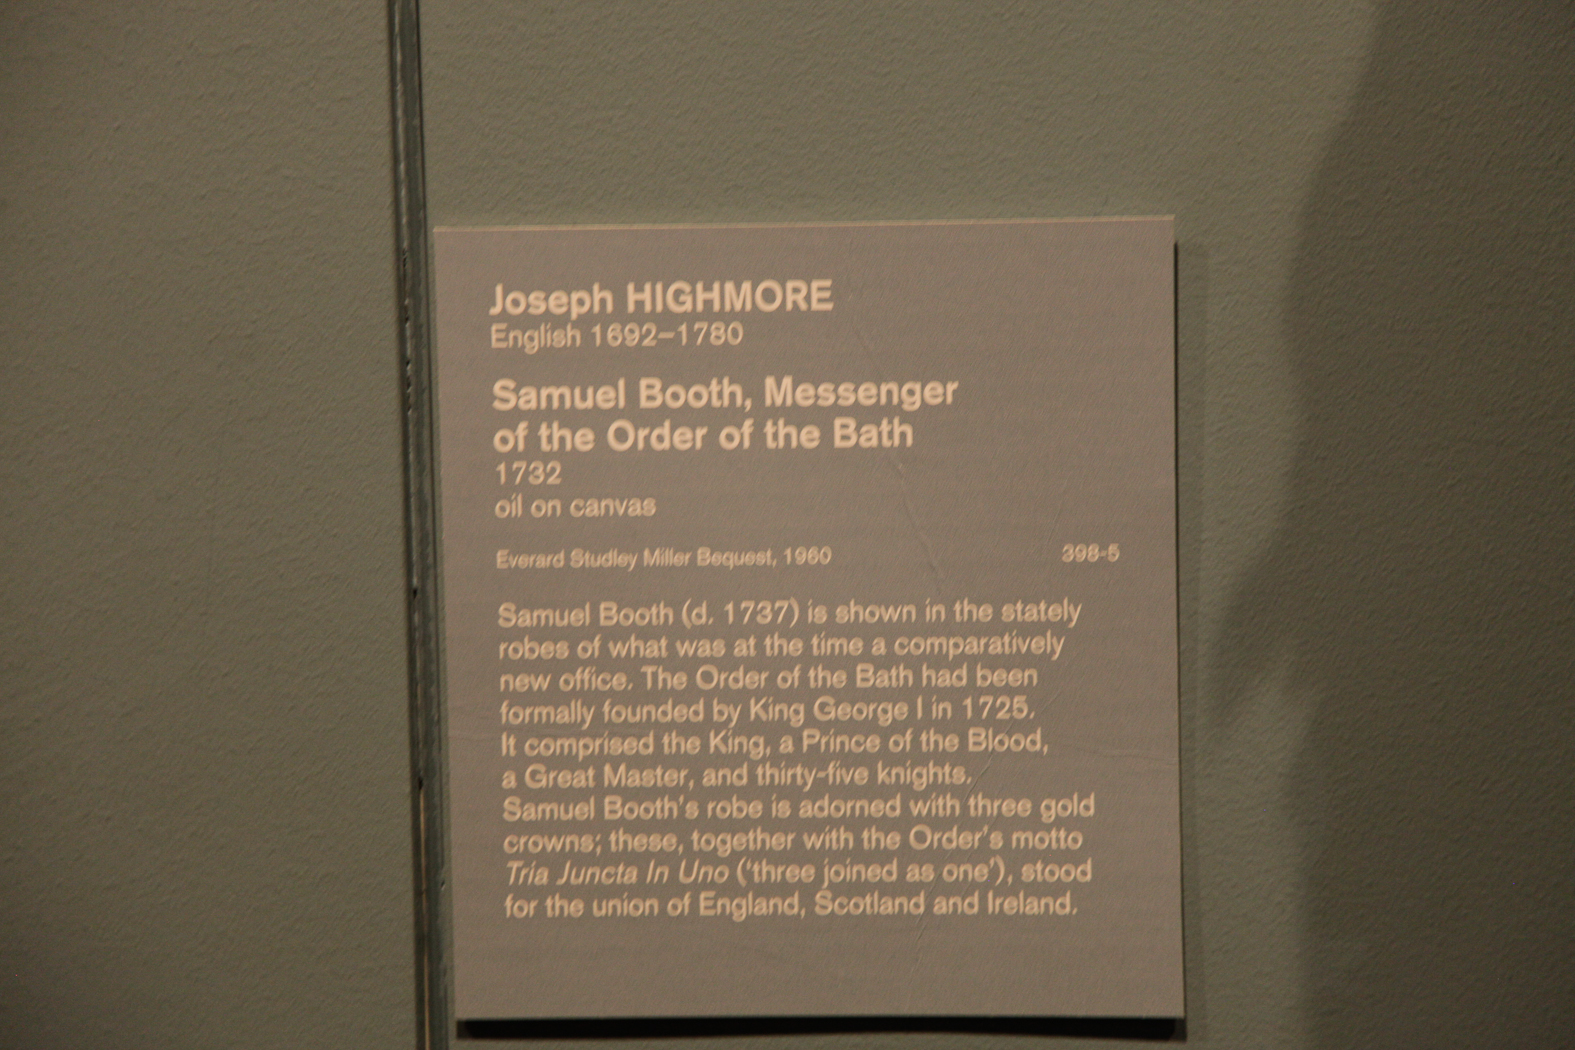 Joseph HIGHMORE
English 1692–1780
Samuel Booth, Messenger
of the Order of the Bath
1732
oil on canvas
Everard Studley Miller Bequest, 1960 398-5
Samuel Booth (d. 1737) is shown in the stately
robes of what was at the time a comparatively
new office. The Order of the Bath had been
formally founded by King George I in 1725.
It comprised the King, a Prince of the Blood,
a Great Master, and thirty-five knights.
Samuel Booth's robe is adorned with three gold
crowns; these, together with the Order's motto
Tria Juncta In Uno ('three joined as one'), stood
for the union of England, Scotland and Ireland.